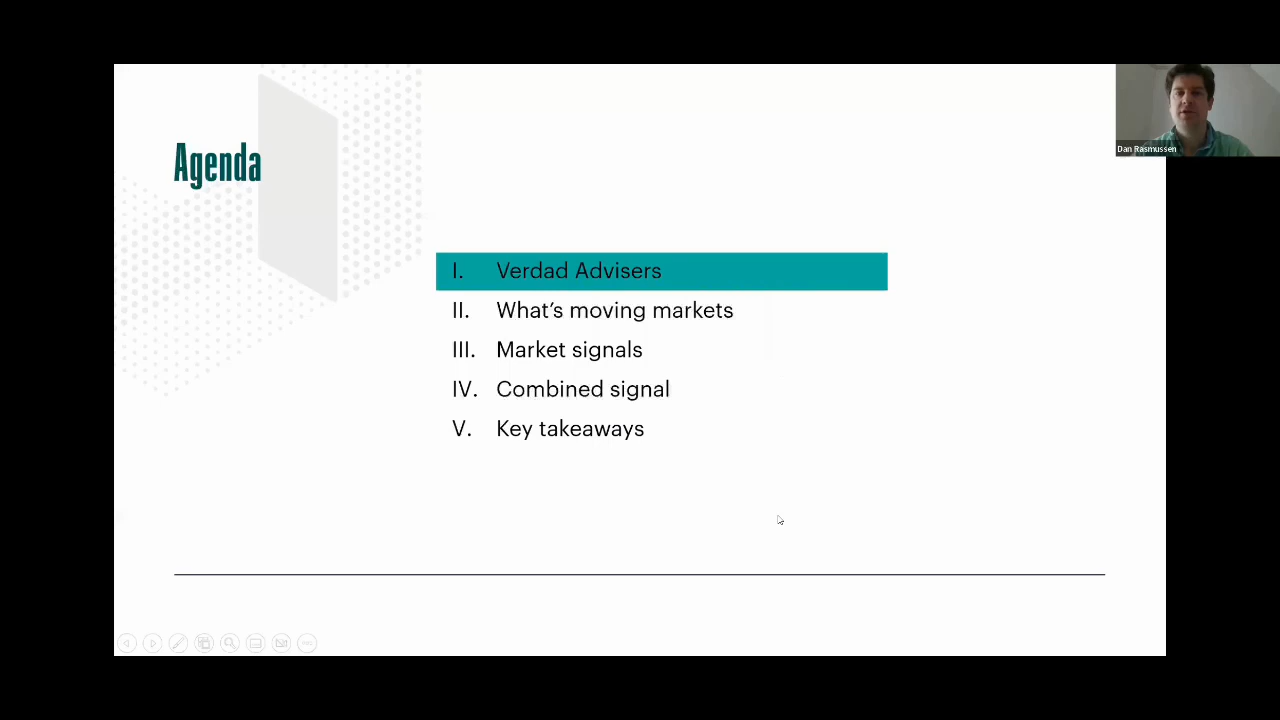 Agenda
Dan Rasmussen
I. Verdad Advisers
II. What’s moving markets
III. Market signals
IV. Combined signal
V. Key takeaways